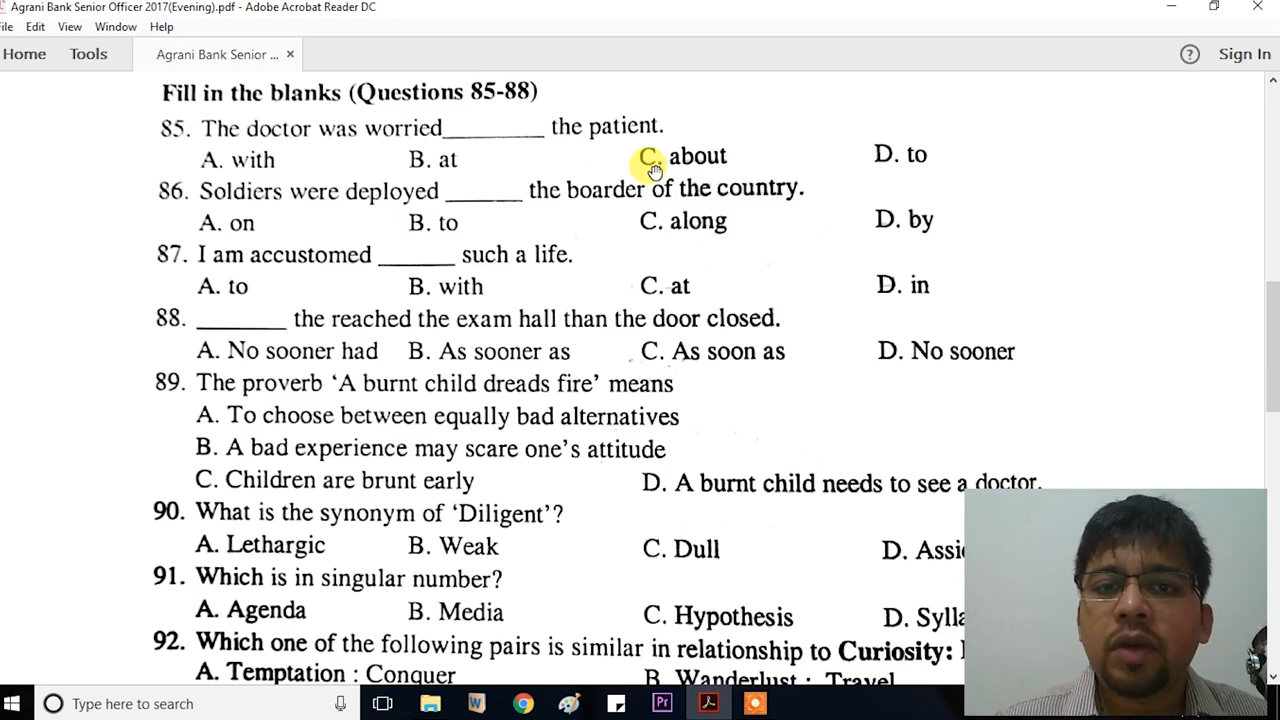 Agrani Bank Senior Officer 2017(Evening).pdf - Adobe Acrobat Reader DC
File Edit View Window Help
Home Tools Agrani Bank Senior ... × ? Sign In
Fill in the blanks (Questions 85-88)
85. The doctor was worried________ the patient.
A. with B. at C. about D. to
86. Soldiers were deployed ______ the boarder of the country.
A. on B. to C. along D. by
87. I am accustomed ______ such a life.
A. to B. with C. at D. in
88. _______ the reached the exam hall than the door closed.
A. No sooner had B. As sooner as C. As soon as D. No sooner
89. The proverb ‘A burnt child dreads fire’ means
A. To choose between equally bad alternatives
B. A bad experience may scare one’s attitude
C. Children are brunt early D. A burnt child needs to see a doctor.
90. What is the synonym of ‘Diligent’?
A. Lethargic B. Weak C. Dull D. Assi
91. Which is in singular number?
A. Agenda B. Media C. Hypothesis D. Sylla
92. Which one of the following pairs is similar in relationship to Curiosity:
A. Temptation : Conquer B. Wanderlust : Travel
Type here to search